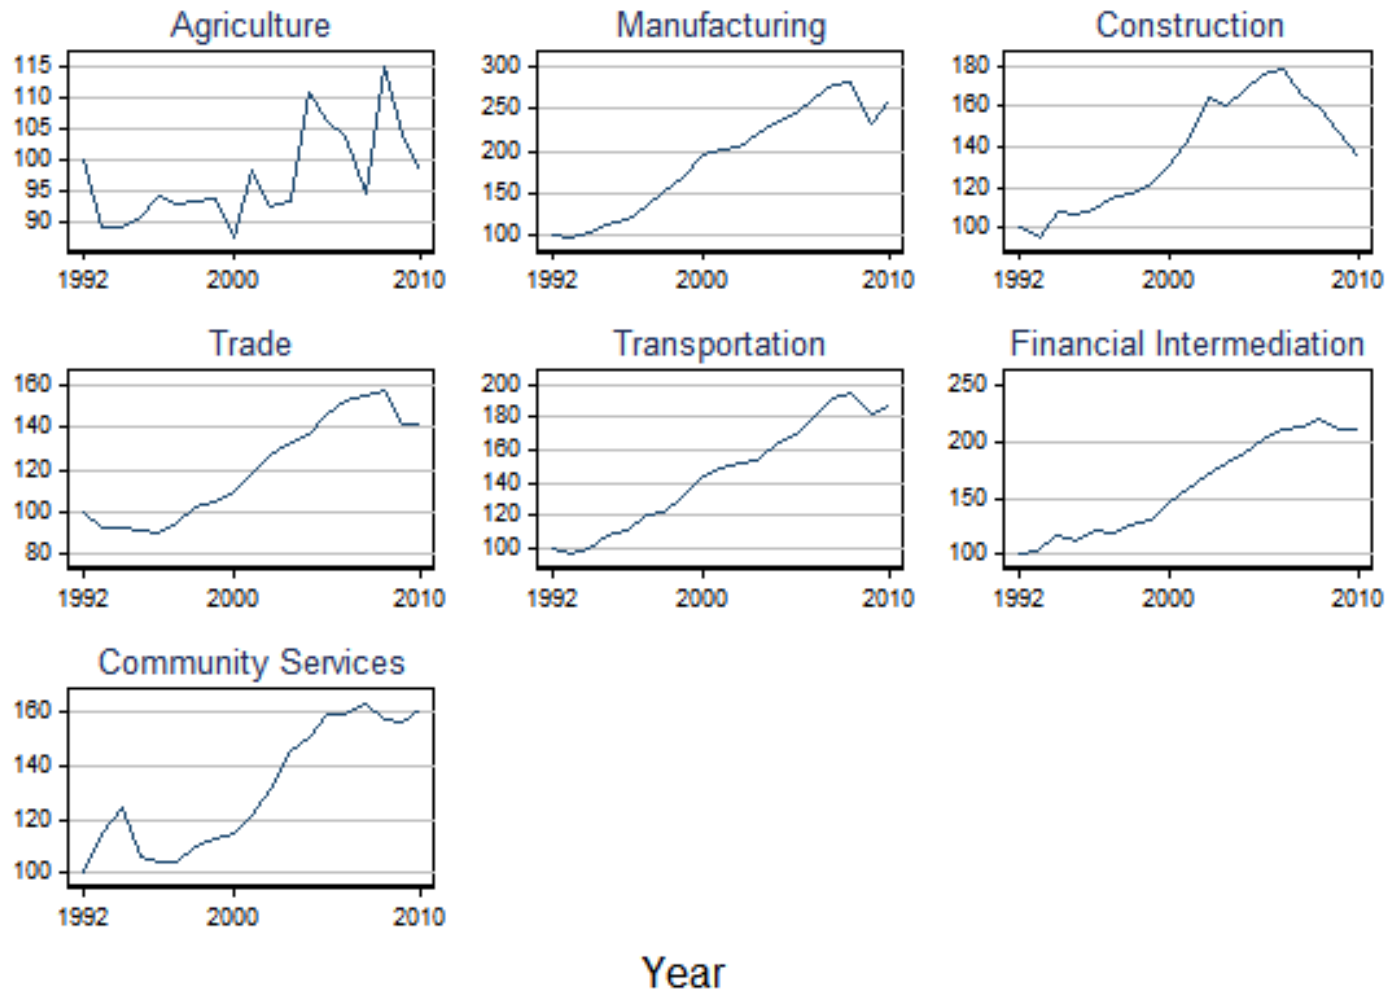 Agriculture
115
110
105
100
95
90
1992 2000 2010
Manufacturing
300
250
200
150
100
1992 2000 2010
Construction
180
160
140
120
100
1992 2000 2010
Trade
160
140
120
100
80
1992 2000 2010
Transportation
200
180
160
140
120
100
1992 2000 2010
Financial Intermediation
250
200
150
100
1992 2000 2010
Community Services
160
140
120
100
1992 2000 2010
Year